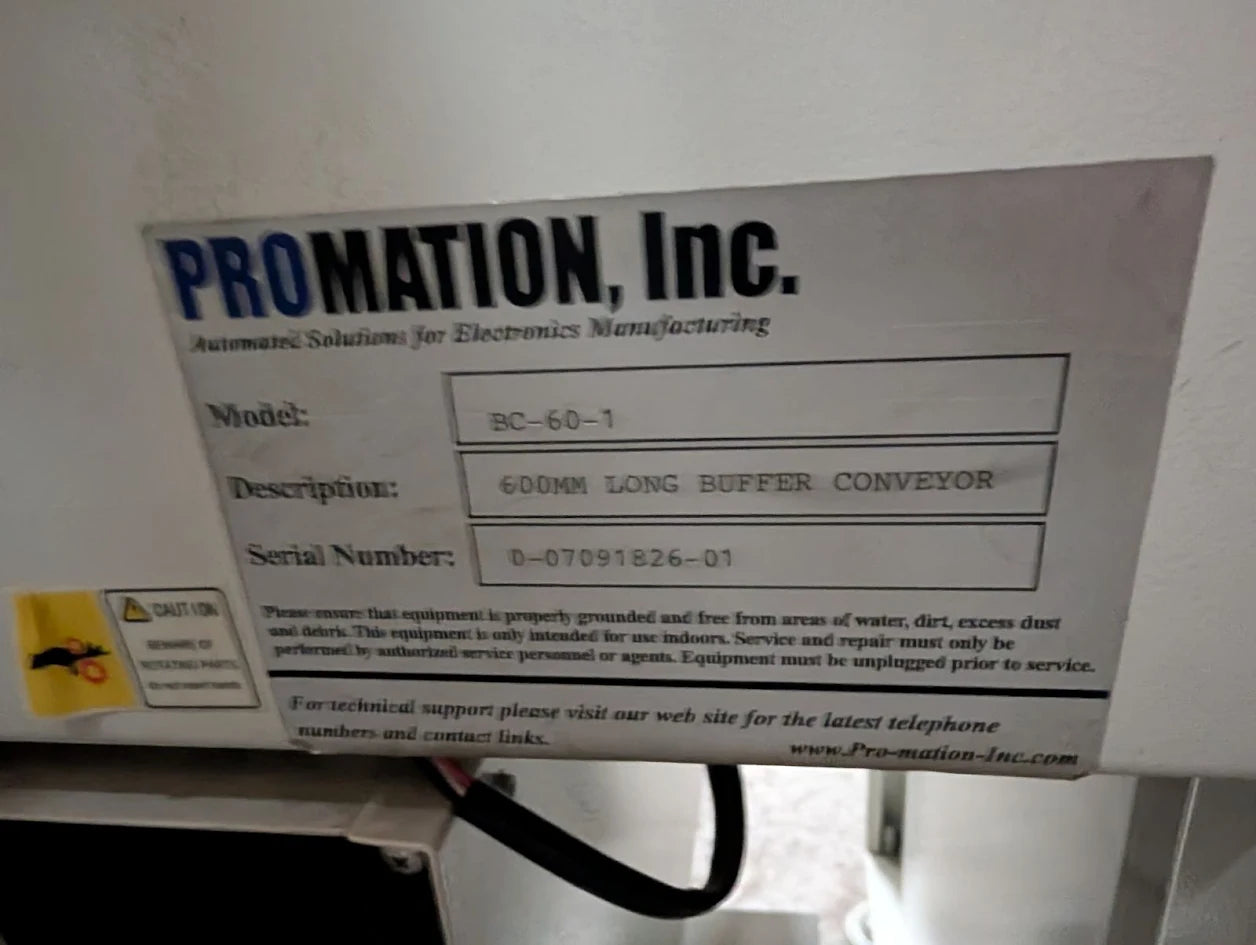 PROMATION, Inc.
Automated Solutions for Electronics Manufacturing
Model: BC-60-1
Description: 600MM LONG BUFFER CONVEYOR
Serial Number: D-07091826-01
Please ensure that equipment is properly grounded and free from areas of water, dirt, excess dust
and debris. This equipment is only intended for use indoors. Service and repair must only be
performed by authorized service personnel or agents. Equipment must be unplugged prior to service.
For technical support please visit our web site for the latest telephone
numbers and contact links.
www.Pro-mation-Inc.com
CAUTION
BEWARE OF
ROTATING PARTS